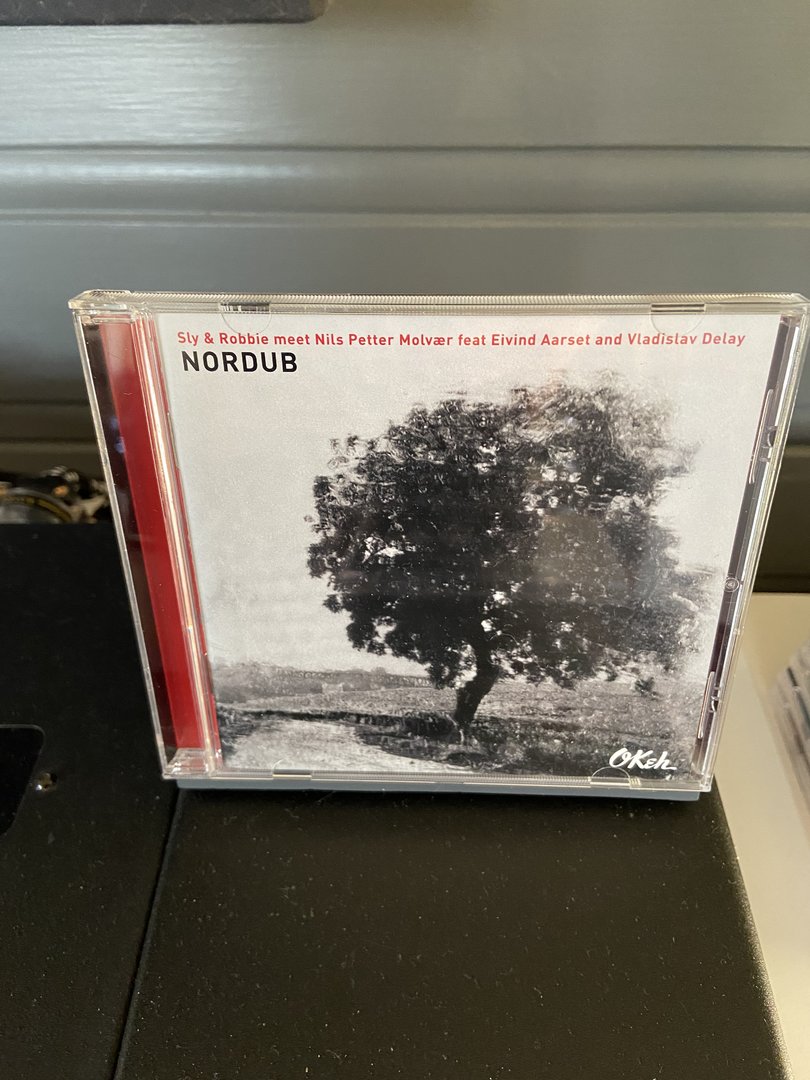 Sly & Robbie meet Nils Petter Molvær feat Eivind Aarset and Vladislav Delay
NORDUB
OKeh